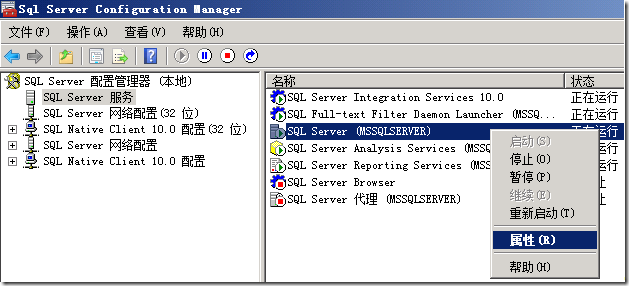 Sql Server Configuration Manager
文件(F) 操作(A) 查看(V) 帮助(H)
SQL Server 配置管理器 (本地)
SQL Server 服务
SQL Server 网络配置(32 位)
SQL Native Client 10.0 配置(32 位)
SQL Server 网络配置
SQL Native Client 10.0 配置
名称 状态
SQL Server Integration Services 10.0 正在运行
SQL Full-text Filter Daemon Launcher (MSSQ... 正在运行
SQL Server (MSSQLSERVER) 正在运行
SQL Server Analysis Services (MSS 运行
SQL Server Reporting Services (MS 运行
SQL Server Browser 止
SQL Server 代理 (MSSQLSERVER) 止
启动(S)
停止(O)
暂停(P)
继续(E)
重新启动(T)
属性(R)
帮助(H)